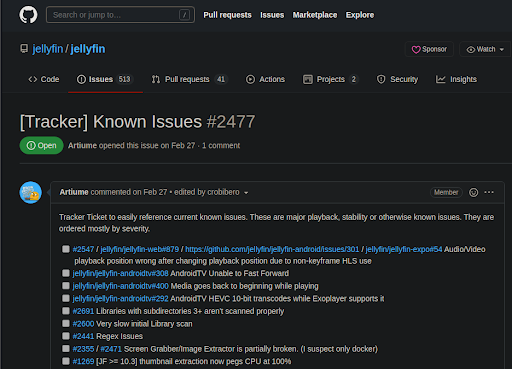 Search or jump to... /
Pull requests Issues Marketplace Explore
jellyfin / jellyfin
Sponsor Watch
Code Issues 513 Pull requests 41 Actions Projects 2 Security Insights
[Tracker] Known Issues #2477
Open Artiume opened this issue on Feb 27 · 1 comment
Artiume commented on Feb 27 • edited by crobibero Member
Tracker Ticket to easily reference current known issues. These are major playback, stability or otherwise known issues. They are
ordered mostly by severity.
#2547 / jellyfin/jellyfin-web#879 / https://github.com/jellyfin/jellyfin-android/issues/301 / jellyfin/jellyfin-expo#54 Audio/Video
playback position wrong after changing playback position due to non-keyframe HLS use
jellyfin/jellyfin-androidtv#308 AndroidTV Unable to Fast Forward
jellyfin/jellyfin-androidtv#400 Media goes back to beginning while playing
jellyfin/jellyfin-androidtv#292 AndroidTV HEVC 10-bit transcodes while Exoplayer supports it
#2691 Libraries with subdirectories 3+ aren't scanned properly
#2600 Very slow initial Library scan
#2441 Regex Issues
#2355 / #2471 Screen Grabber/Image Extractor is partially broken. (I suspect only docker)
#1269 [JF >= 10.3] thumbnail extraction now pegs CPU at 100%